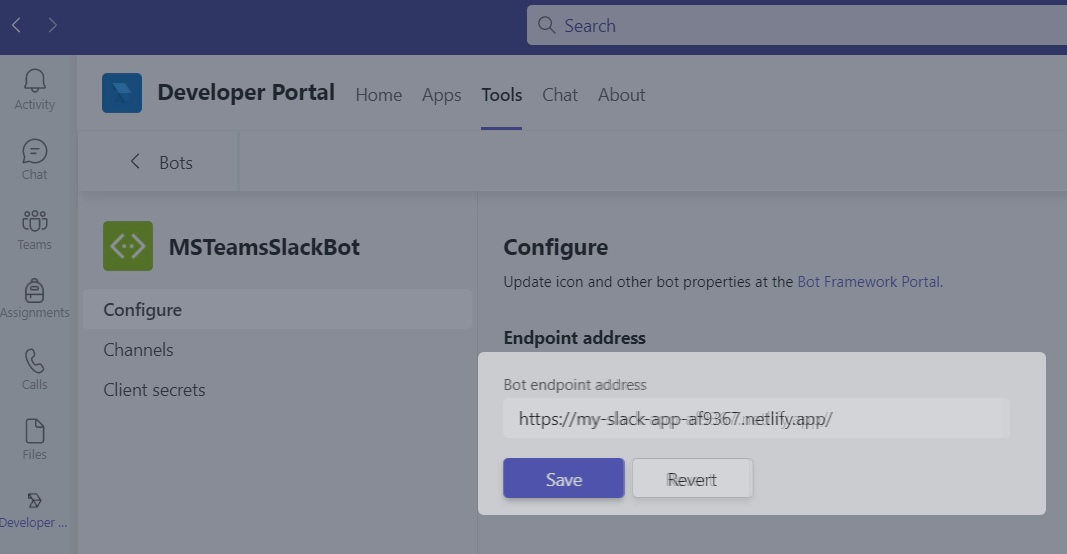 Search
Activity
Chat
Teams
Assignments
Calls
Files
Developer ...
Developer Portal Home Apps Tools Chat About
Bots
MSTeamsSlackBot
Configure
Channels
Client secrets
Configure
Update icon and other bot properties at the Bot Framework Portal.
Endpoint address
Bot endpoint address
https://my-slack-app-af9367.netlify.app/
Save Revert